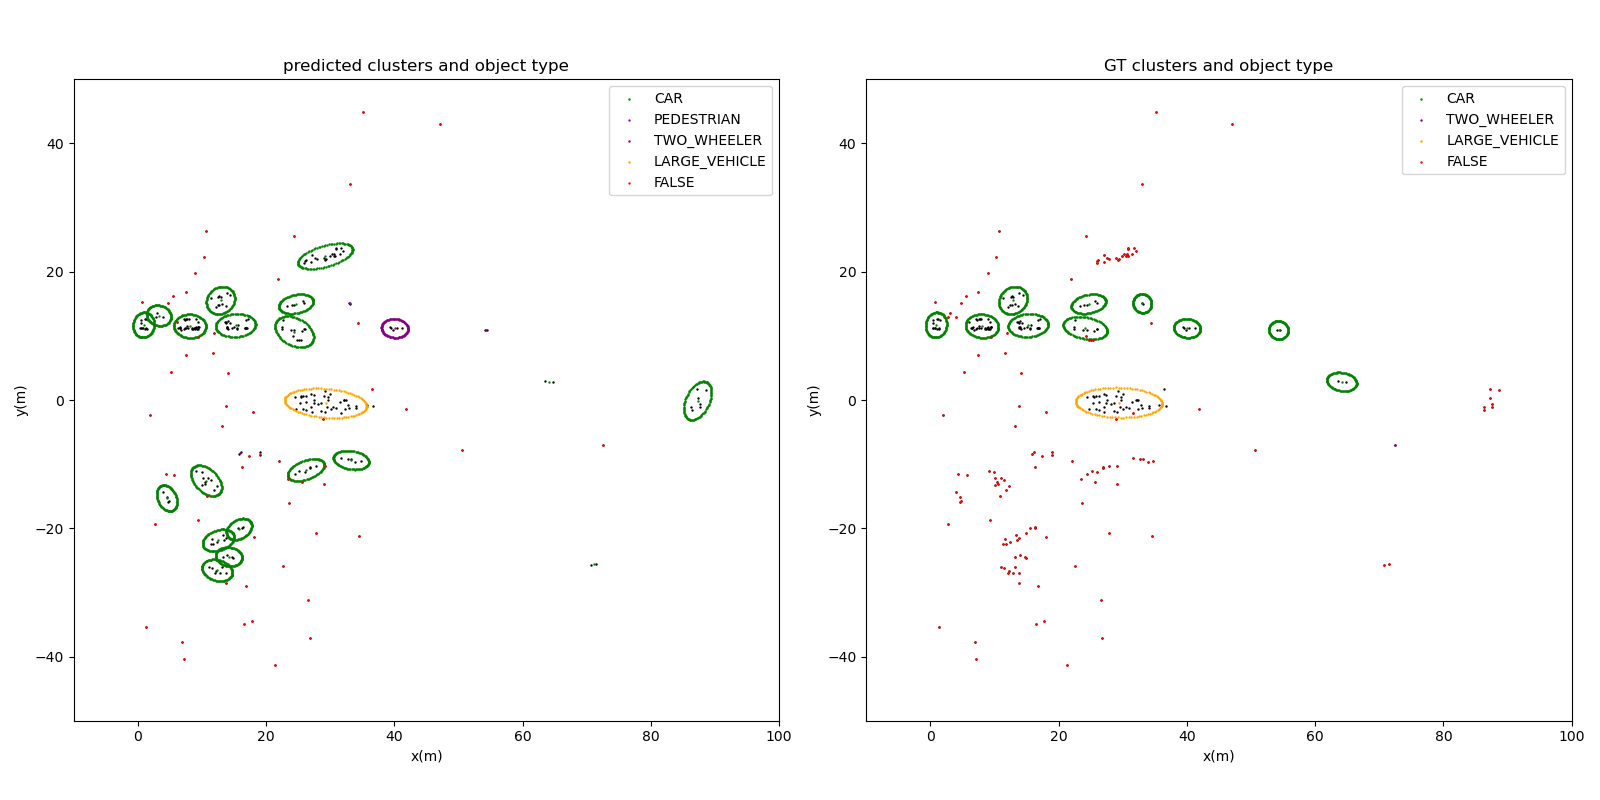 predicted clusters and object type
CAR
PEDESTRIAN
TWO_WHEELER
LARGE_VEHICLE
FALSE
y(m)
40
20
0
−20
−40
0
20
40
60
80
100
x(m)
GT clusters and object type
CAR
TWO_WHEELER
LARGE_VEHICLE
FALSE
y(m)
40
20
0
−20
−40
0
20
40
60
80
100
x(m)